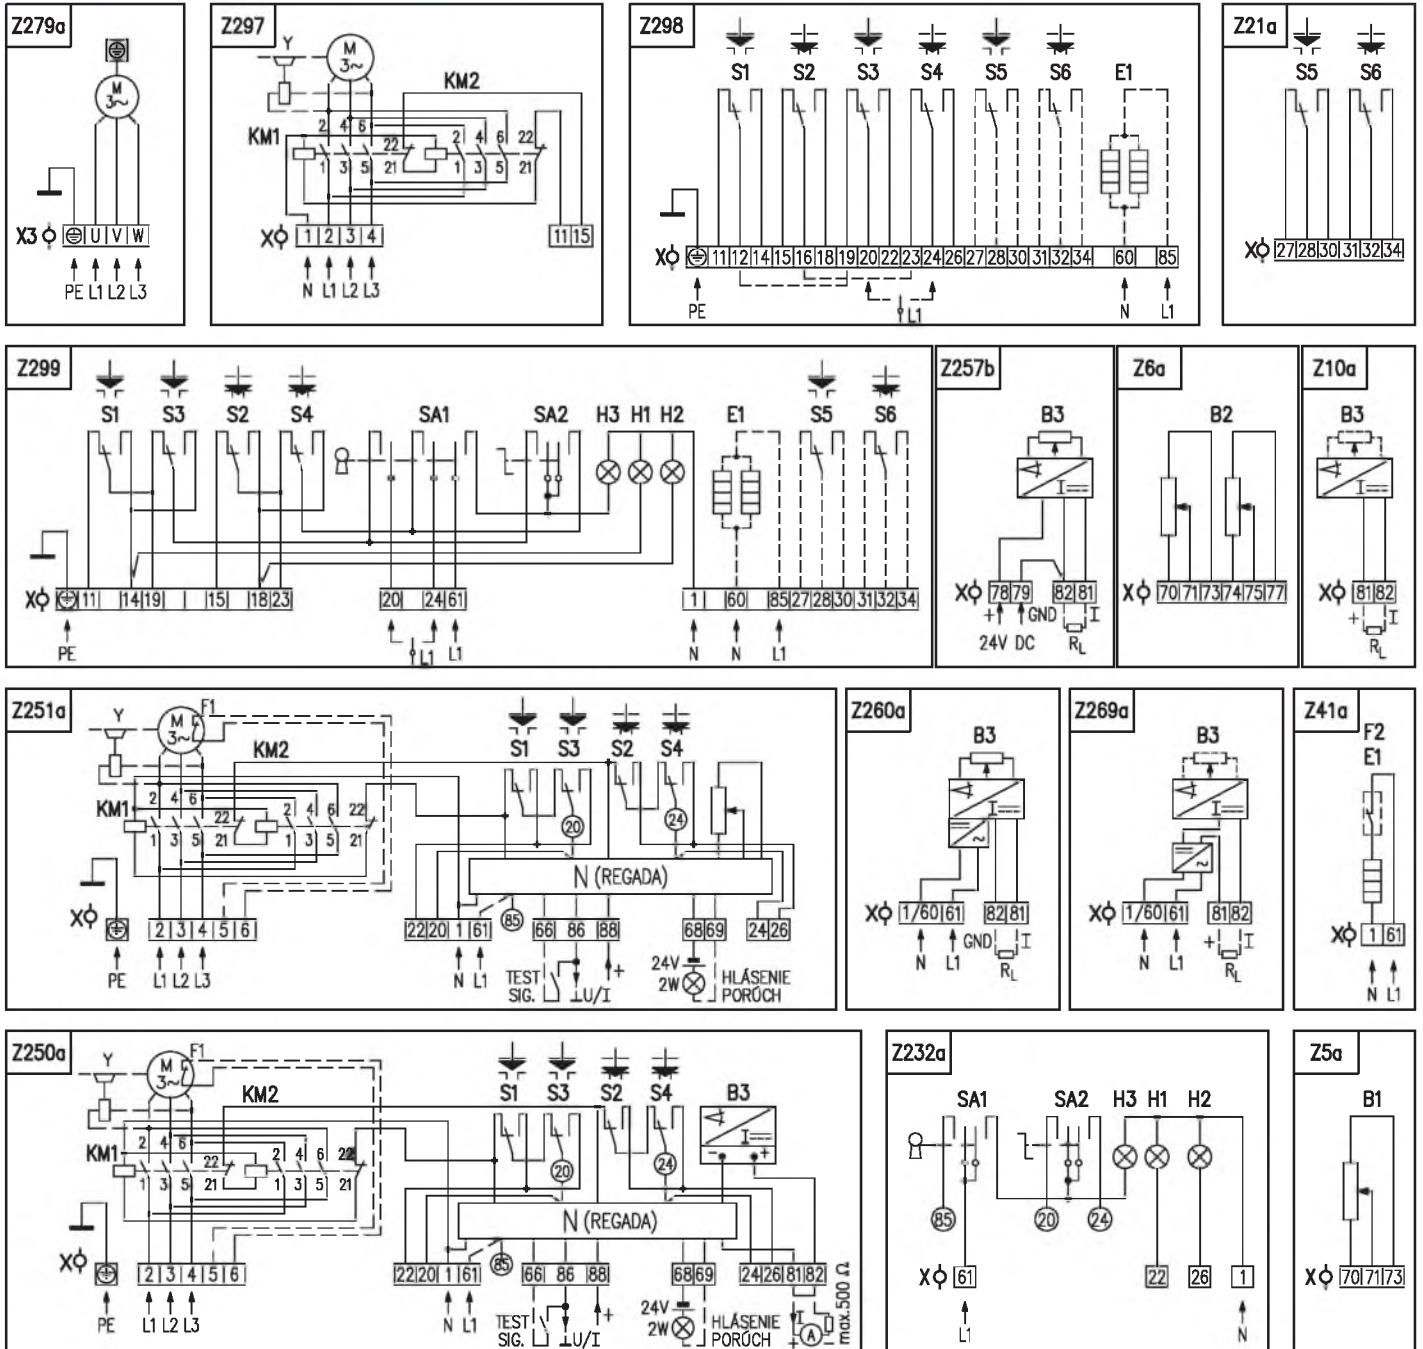 Z279a
M
3~
X3 U V W
PE L1 L2 L3
Z297
Y M
3~
KM2
KM1 2 4 6 22 2 4 6 22
1 3 5 21 1 3 5 21
X 1 2 3 4 11 15
N L1 L2 L3
Z298
S1 S2 S3 S4 S5 S6 E1
X 11 12 14 15 16 18 19 20 22 23 24 26 27 28 30 31 32 34 60 85
PE L1 N L1
Z21a
S5 S6
X 27 28 30 31 32 34
Z299
S1 S3 S2 S4 SA1 SA2 H3 H1 H2 E1 S5 S6
X 11 14 19 15 18 23 20 24 61 1 60 85 27 28 30 31 32 34
PE L1 L1 N N L1
Z257b
B3
I
X 78 79 82 81
+ GND I
24V DC RL
Z6a
B2
X 70 71 73 74 75 77
Z10a
B3
I
X 81 82
+ I
RL
Z251a
Y M
3~ F1
KM2
S1 S3 S2 S4
KM1 2 4 6 22 2 4 6 22
1 3 5 21 1 3 5 21
20 24
N (REGADA)
X 2 3 4 5 6 22 20 1 61 85 66 86 88 68 69 24 26
PE L1 L2 L3 N L1
TEST
SIG. ⊥U/I +
24V
2W
HLÁSENIE
PORÚCH
Z260a
B3
I
~
X 1/60 61 82 81
N L1 GND I
RL
Z269a
B3
I
~
X 1/60 61 81 82
N L1 + I
RL
Z41a
F2
E1
X 1 61
N L1
Z250a
Y M
3~ F1
KM2
S1 S3 S2 S4 B3
I
- +
KM1 2 4 6 22 2 4 6 22
1 3 5 21 1 3 5 21
20 24
N (REGADA)
X 2 3 4 5 6 22 20 1 61 85 66 86 88 68 69 24 26 81 82
PE L1 L2 L3 N L1
TEST
SIG. ⊥U/I +
24V
2W
HLÁSENIE
PORÚCH
I
+ A -
max.500 Ω
Z232a
SA1 SA2 H3 H1 H2
85 20 24
X 61 22 26 1
L1 N
Z5a
B1
X 70 71 73